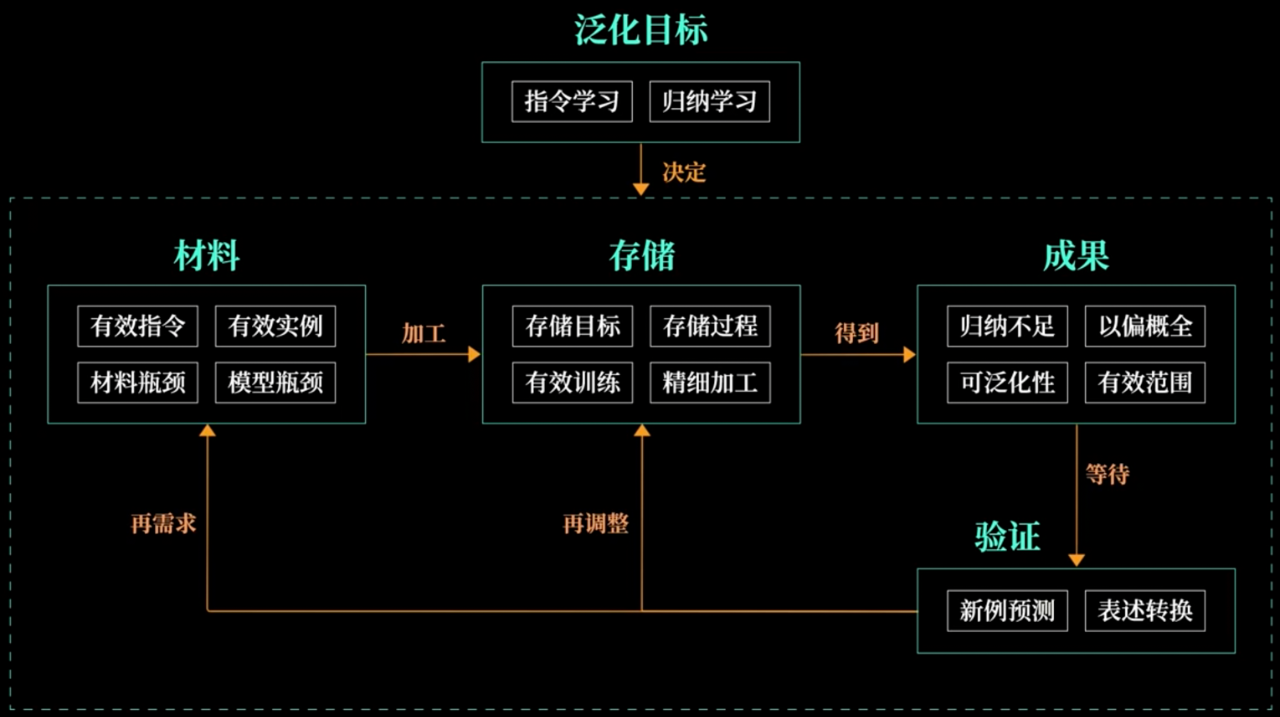 泛化目标
指令学习 归纳学习
决定
材料 存储 成果
有效指令 有效实例 存储目标 存储过程 归纳不足 以偏概全
加工 得到
材料瓶颈 模型瓶颈 有效训练 精细加工 可泛化性 有效范围
等待
再需求 再调整 验证
新例预测 表述转换